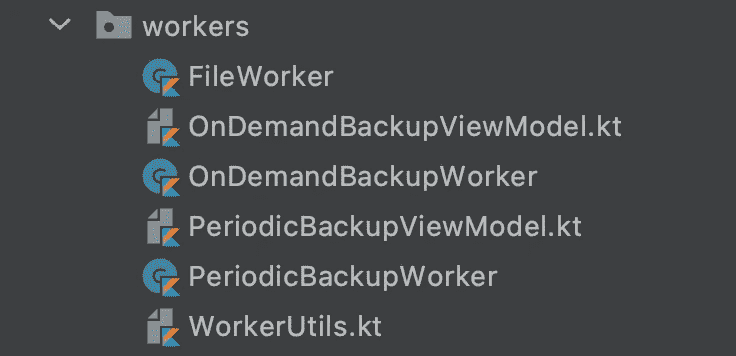 workers
FileWorker
OnDemandBackupViewModel.kt
OnDemandBackupWorker
PeriodicBackupViewModel.kt
PeriodicBackupWorker
WorkerUtils.kt